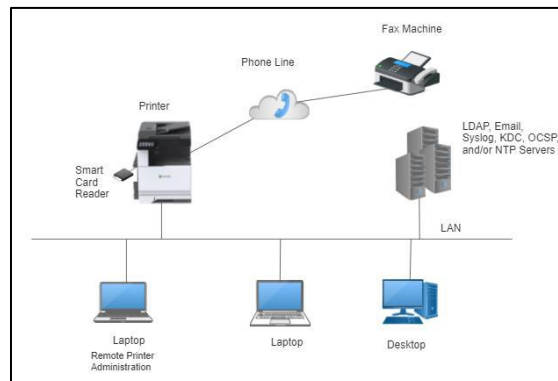 Fax Machine
Phone Line
Printer
LDAP, Email,
Syslog, KDC, OCSP,
and/or NTP Servers
Smart
Card
Reader
LAN
Laptop
Remote Printer
Administration
Laptop
Desktop